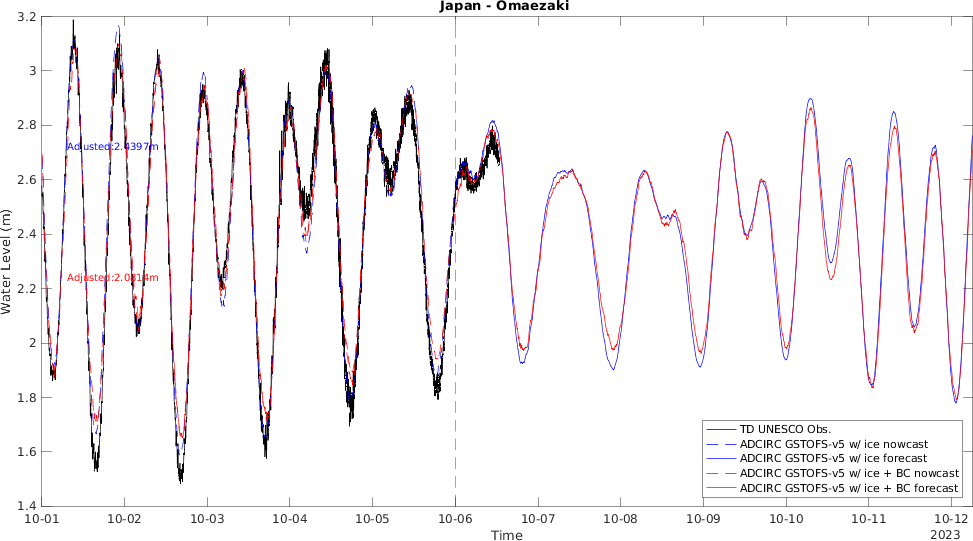 Japan - Omaezaki
3.2
3
2.8
2.6
2.4
2.2
2
1.8
1.6
1.4
Water Level (m)
Adjusted:2.4397m
TD UNESCO Obs.
ADCIRC GSTOFS-v5 w/ ice nowcast
ADCIRC GSTOFS-v5 w/ ice forecast
ADCIRC GSTOFS-v5 w/ ice + BC nowcast
ADCIRC GSTOFS-v5 w/ ice + BC forecast
10-01 10-02 10-03 10-04 10-05 10-06 10-07 10-08 10-09 10-10 10-11 10-12
2023
Time